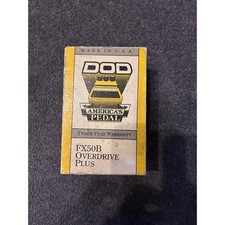 MADE IN U.S.A.
DOD
AMERICA'S
PEDAL
THREE YEAR WARRANTY
FX50B
OVERDRIVE
PLUS